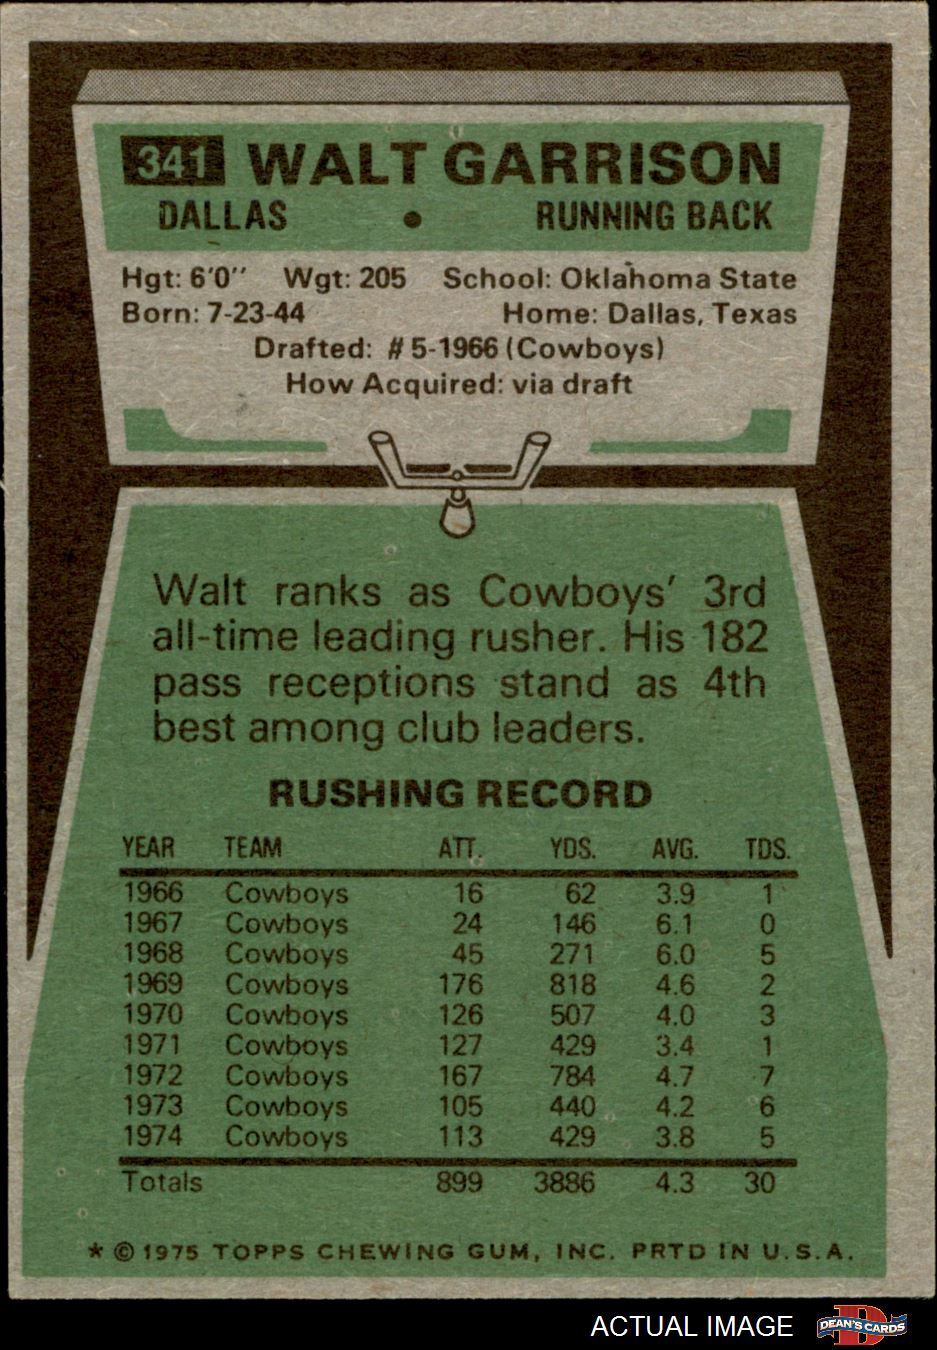 341 WALT GARRISON
DALLAS • RUNNING BACK
Hgt: 6'0'' Wgt: 205 School: Oklahoma State
Born: 7-23-44 Home: Dallas, Texas
Drafted: #5-1966 (Cowboys)
How Acquired: via draft
Walt ranks as Cowboys' 3rd
all-time leading rusher. His 182
pass receptions stand as 4th
best among club leaders.
RUSHING RECORD
YEAR TEAM ATT. YDS. AVG. TDS.
1966 Cowboys 16 62 3.9 1
1967 Cowboys 24 146 6.1 0
1968 Cowboys 45 271 6.0 5
1969 Cowboys 176 818 4.6 2
1970 Cowboys 126 507 4.0 3
1971 Cowboys 127 429 3.4 1
1972 Cowboys 167 784 4.7 7
1973 Cowboys 105 440 4.2 6
1974 Cowboys 113 429 3.8 5
Totals 899 3886 4.3 30
* © 1975 TOPPS CHEWING GUM, INC. PRTD IN U.S.A.
ACTUAL IMAGE D DEAN'S CARDS